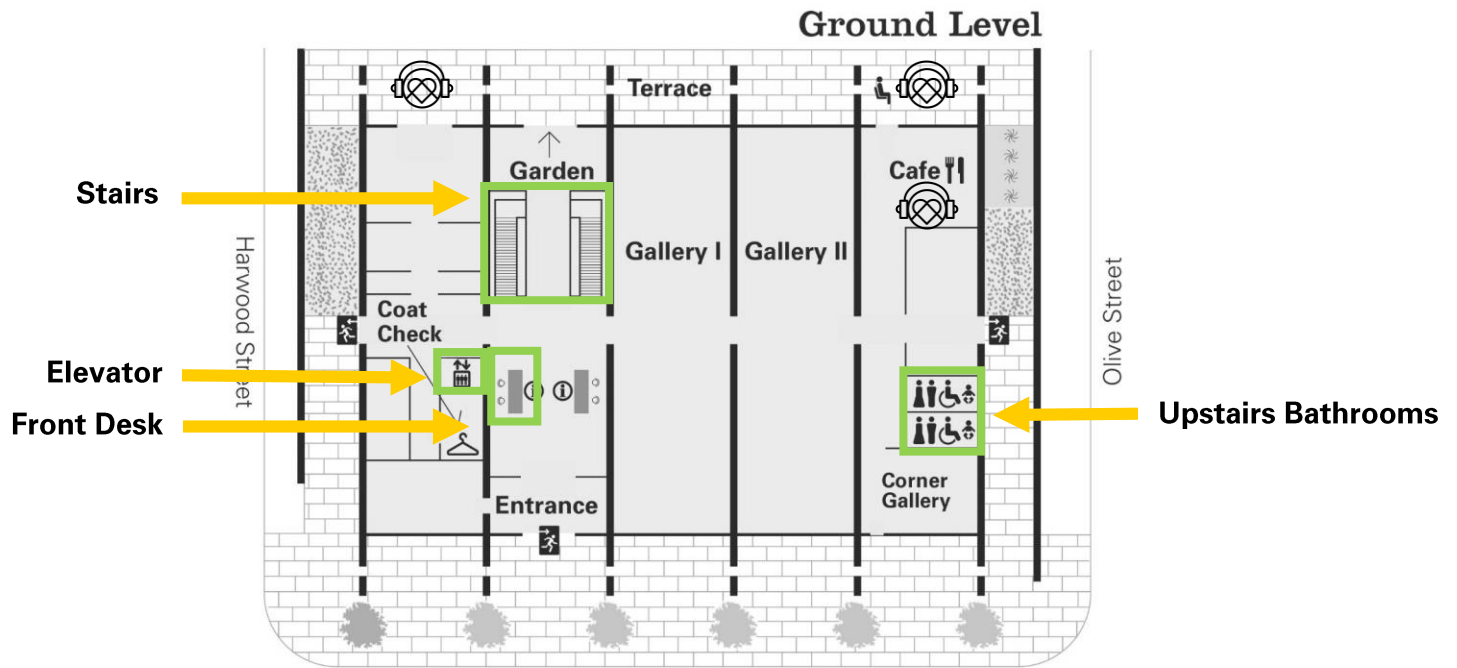 Ground Level
Terrace
Garden
Cafe
Stairs
Gallery I
Gallery II
Harwood Street
Olive Street
Coat
Check
Elevator
Front Desk
Upstairs Bathrooms
Corner
Gallery
Entrance